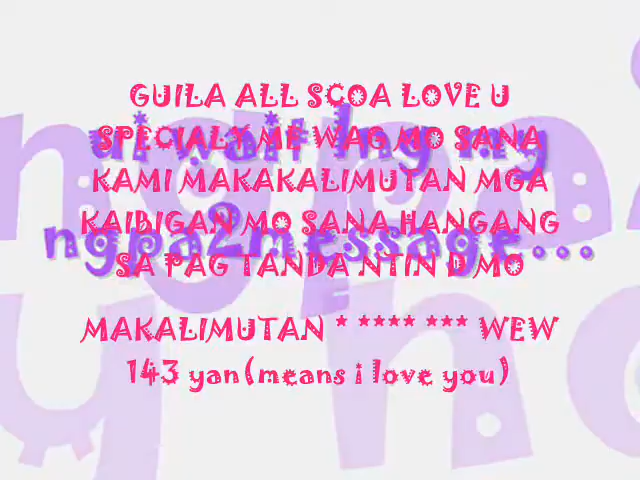 GUILA ALL SCOA LOVE U
SPECIALY ME WAG MO SANA
KAMI MAKAKALIMUTAN MGA
KAIBIGAN MO SANA HANGANG
SA PAG TANDA NTIN D MO
MAKALIMUTAN * **** *** WEW
143 yan(means i love you)
ngpa2message...